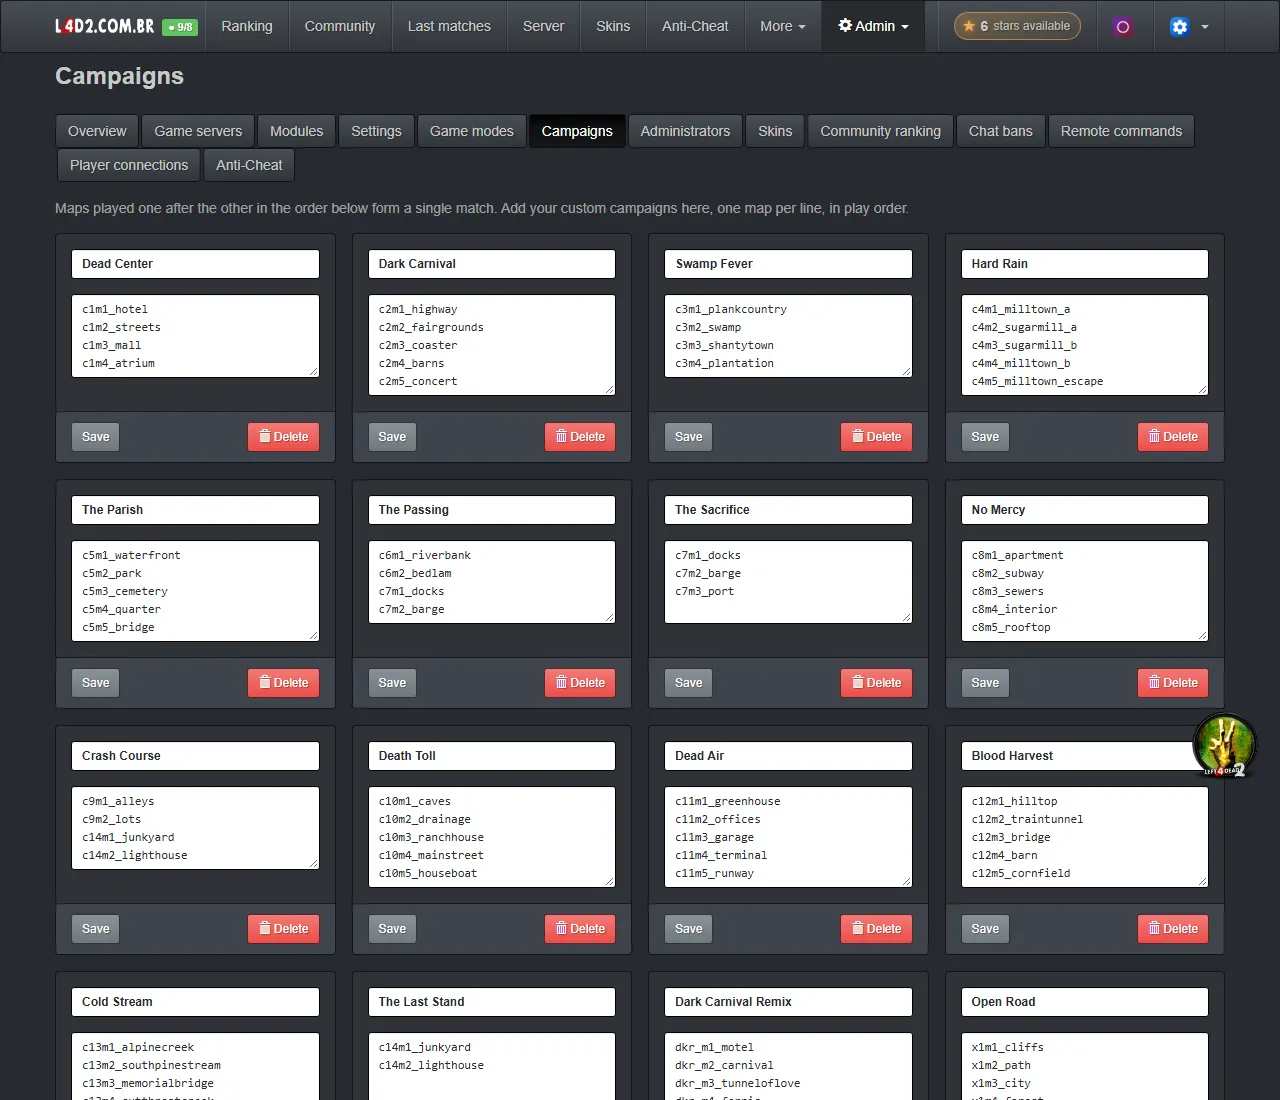 L4D2.COM.BR
9/8
Ranking
Community
Last matches
Server
Skins
Anti-Cheat
More
Admin
6 stars available
Campaigns
Overview
Game servers
Modules
Settings
Game modes
Campaigns
Administrators
Skins
Community ranking
Chat bans
Remote commands
Player connections
Anti-Cheat
Maps played one after the other in the order below form a single match. Add your custom campaigns here, one map per line, in play order.
Dead Center
c1m1_hotel
c1m2_streets
c1m3_mall
c1m4_atrium
Save
Delete
Dark Carnival
c2m1_highway
c2m2_fairgrounds
c2m3_coaster
c2m4_barns
c2m5_concert
Save
Delete
Swamp Fever
c3m1_plankcountry
c3m2_swamp
c3m3_shantytown
c3m4_plantation
Save
Delete
Hard Rain
c4m1_milltown_a
c4m2_sugarmill_a
c4m3_sugarmill_b
c4m4_milltown_b
c4m5_milltown_escape
Save
Delete
The Parish
c5m1_waterfront
c5m2_park
c5m3_cemetery
c5m4_quarter
c5m5_bridge
Save
Delete
The Passing
c6m1_riverbank
c6m2_bedlam
c7m1_docks
c7m2_barge
Save
Delete
The Sacrifice
c7m1_docks
c7m2_barge
c7m3_port
Save
Delete
No Mercy
c8m1_apartment
c8m2_subway
c8m3_sewers
c8m4_interior
c8m5_rooftop
Save
Delete
Crash Course
c9m1_alleys
c9m2_lots
c14m1_junkyard
c14m2_lighthouse
Save
Delete
Death Toll
c10m1_caves
c10m2_drainage
c10m3_ranchhouse
c10m4_mainstreet
c10m5_houseboat
Save
Delete
Dead Air
c11m1_greenhouse
c11m2_offices
c11m3_garage
c11m4_terminal
c11m5_runway
Save
Delete
Blood Harvest
c12m1_hilltop
c12m2_traintunnel
c12m3_bridge
c12m4_barn
c12m5_cornfield
Save
Delete
LEFT 4 DEAD 2
Cold Stream
c13m1_alpinecreek
c13m2_southpinestream
c13m3_memorialbridge
The Last Stand
c14m1_junkyard
c14m2_lighthouse
Dark Carnival Remix
dkr_m1_motel
dkr_m2_carnival
dkr_m3_tunneloflove
Open Road
x1m1_cliffs
x1m2_path
x1m3_city